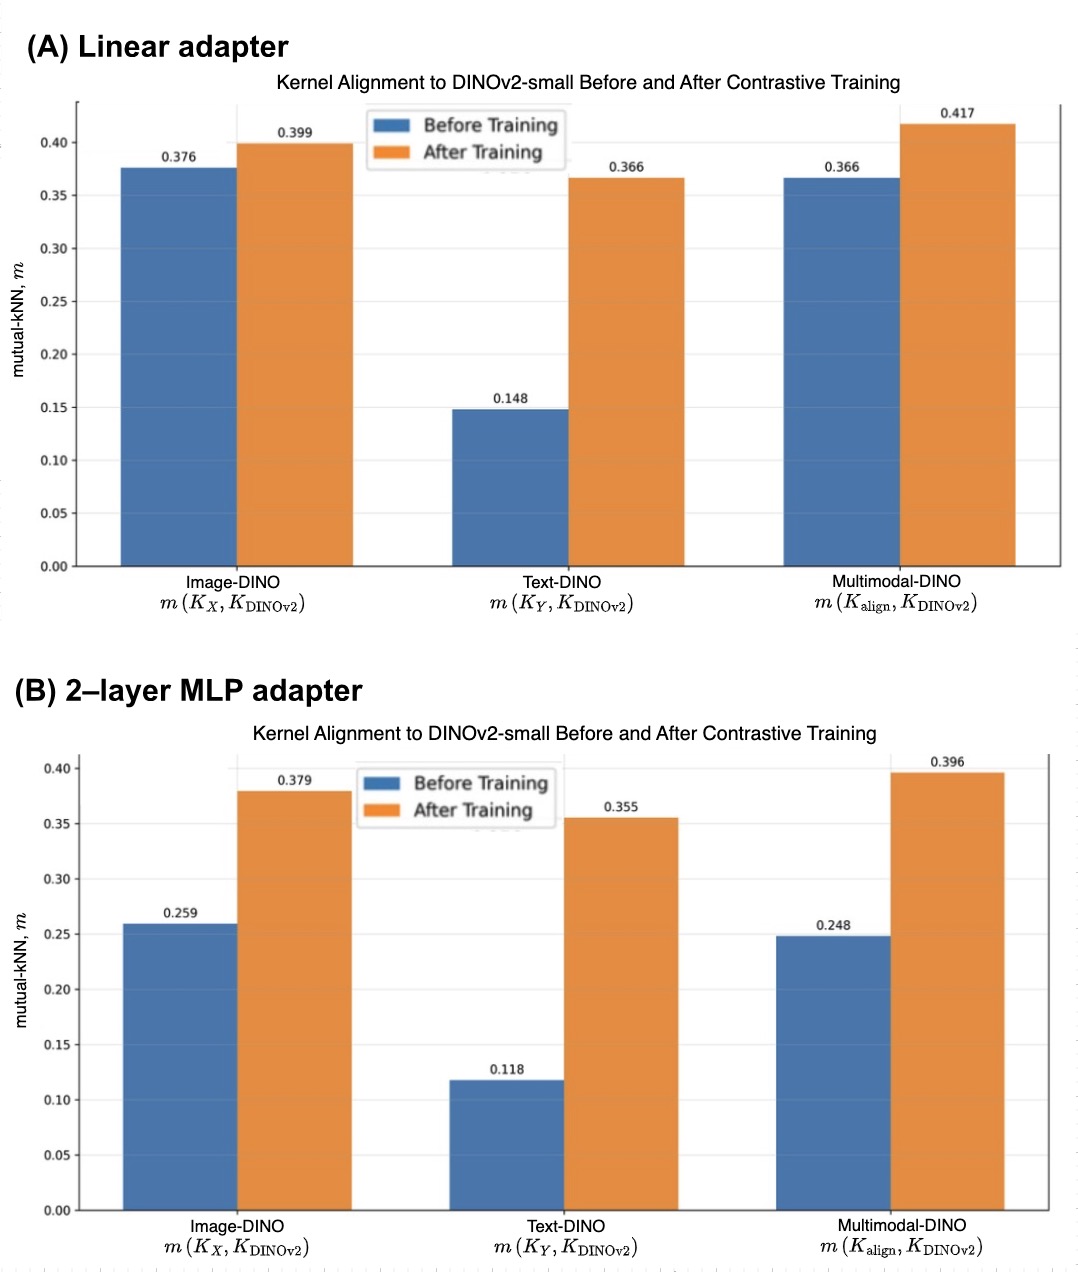 (A) Linear adapter
Kernel Alignment to DINOv2-small Before and After Contrastive Training
0.417
0.40
0.399
Before Training
After Training
0.376
0.366
0.366
0.35
0.30
0.25
0.20
0.15
0.148
0.10
0.05
0.00
mutual-kNN, m
Image-DINO
Text-DINO
Multimodal-DINO
m (K_X, K_DINOv2)
m (K_Y, K_DINOv2)
m (K_align, K_DINOv2)
(B) 2–layer MLP adapter
Kernel Alignment to DINOv2-small Before and After Contrastive Training
0.40
0.396
0.379
Before Training
After Training
0.355
0.35
0.30
0.259
0.25
0.248
0.20
0.15
0.118
0.10
0.05
0.00
mutual-kNN, m
Image-DINO
Text-DINO
Multimodal-DINO
m (K_X, K_DINOv2)
m (K_Y, K_DINOv2)
m (K_align, K_DINOv2)